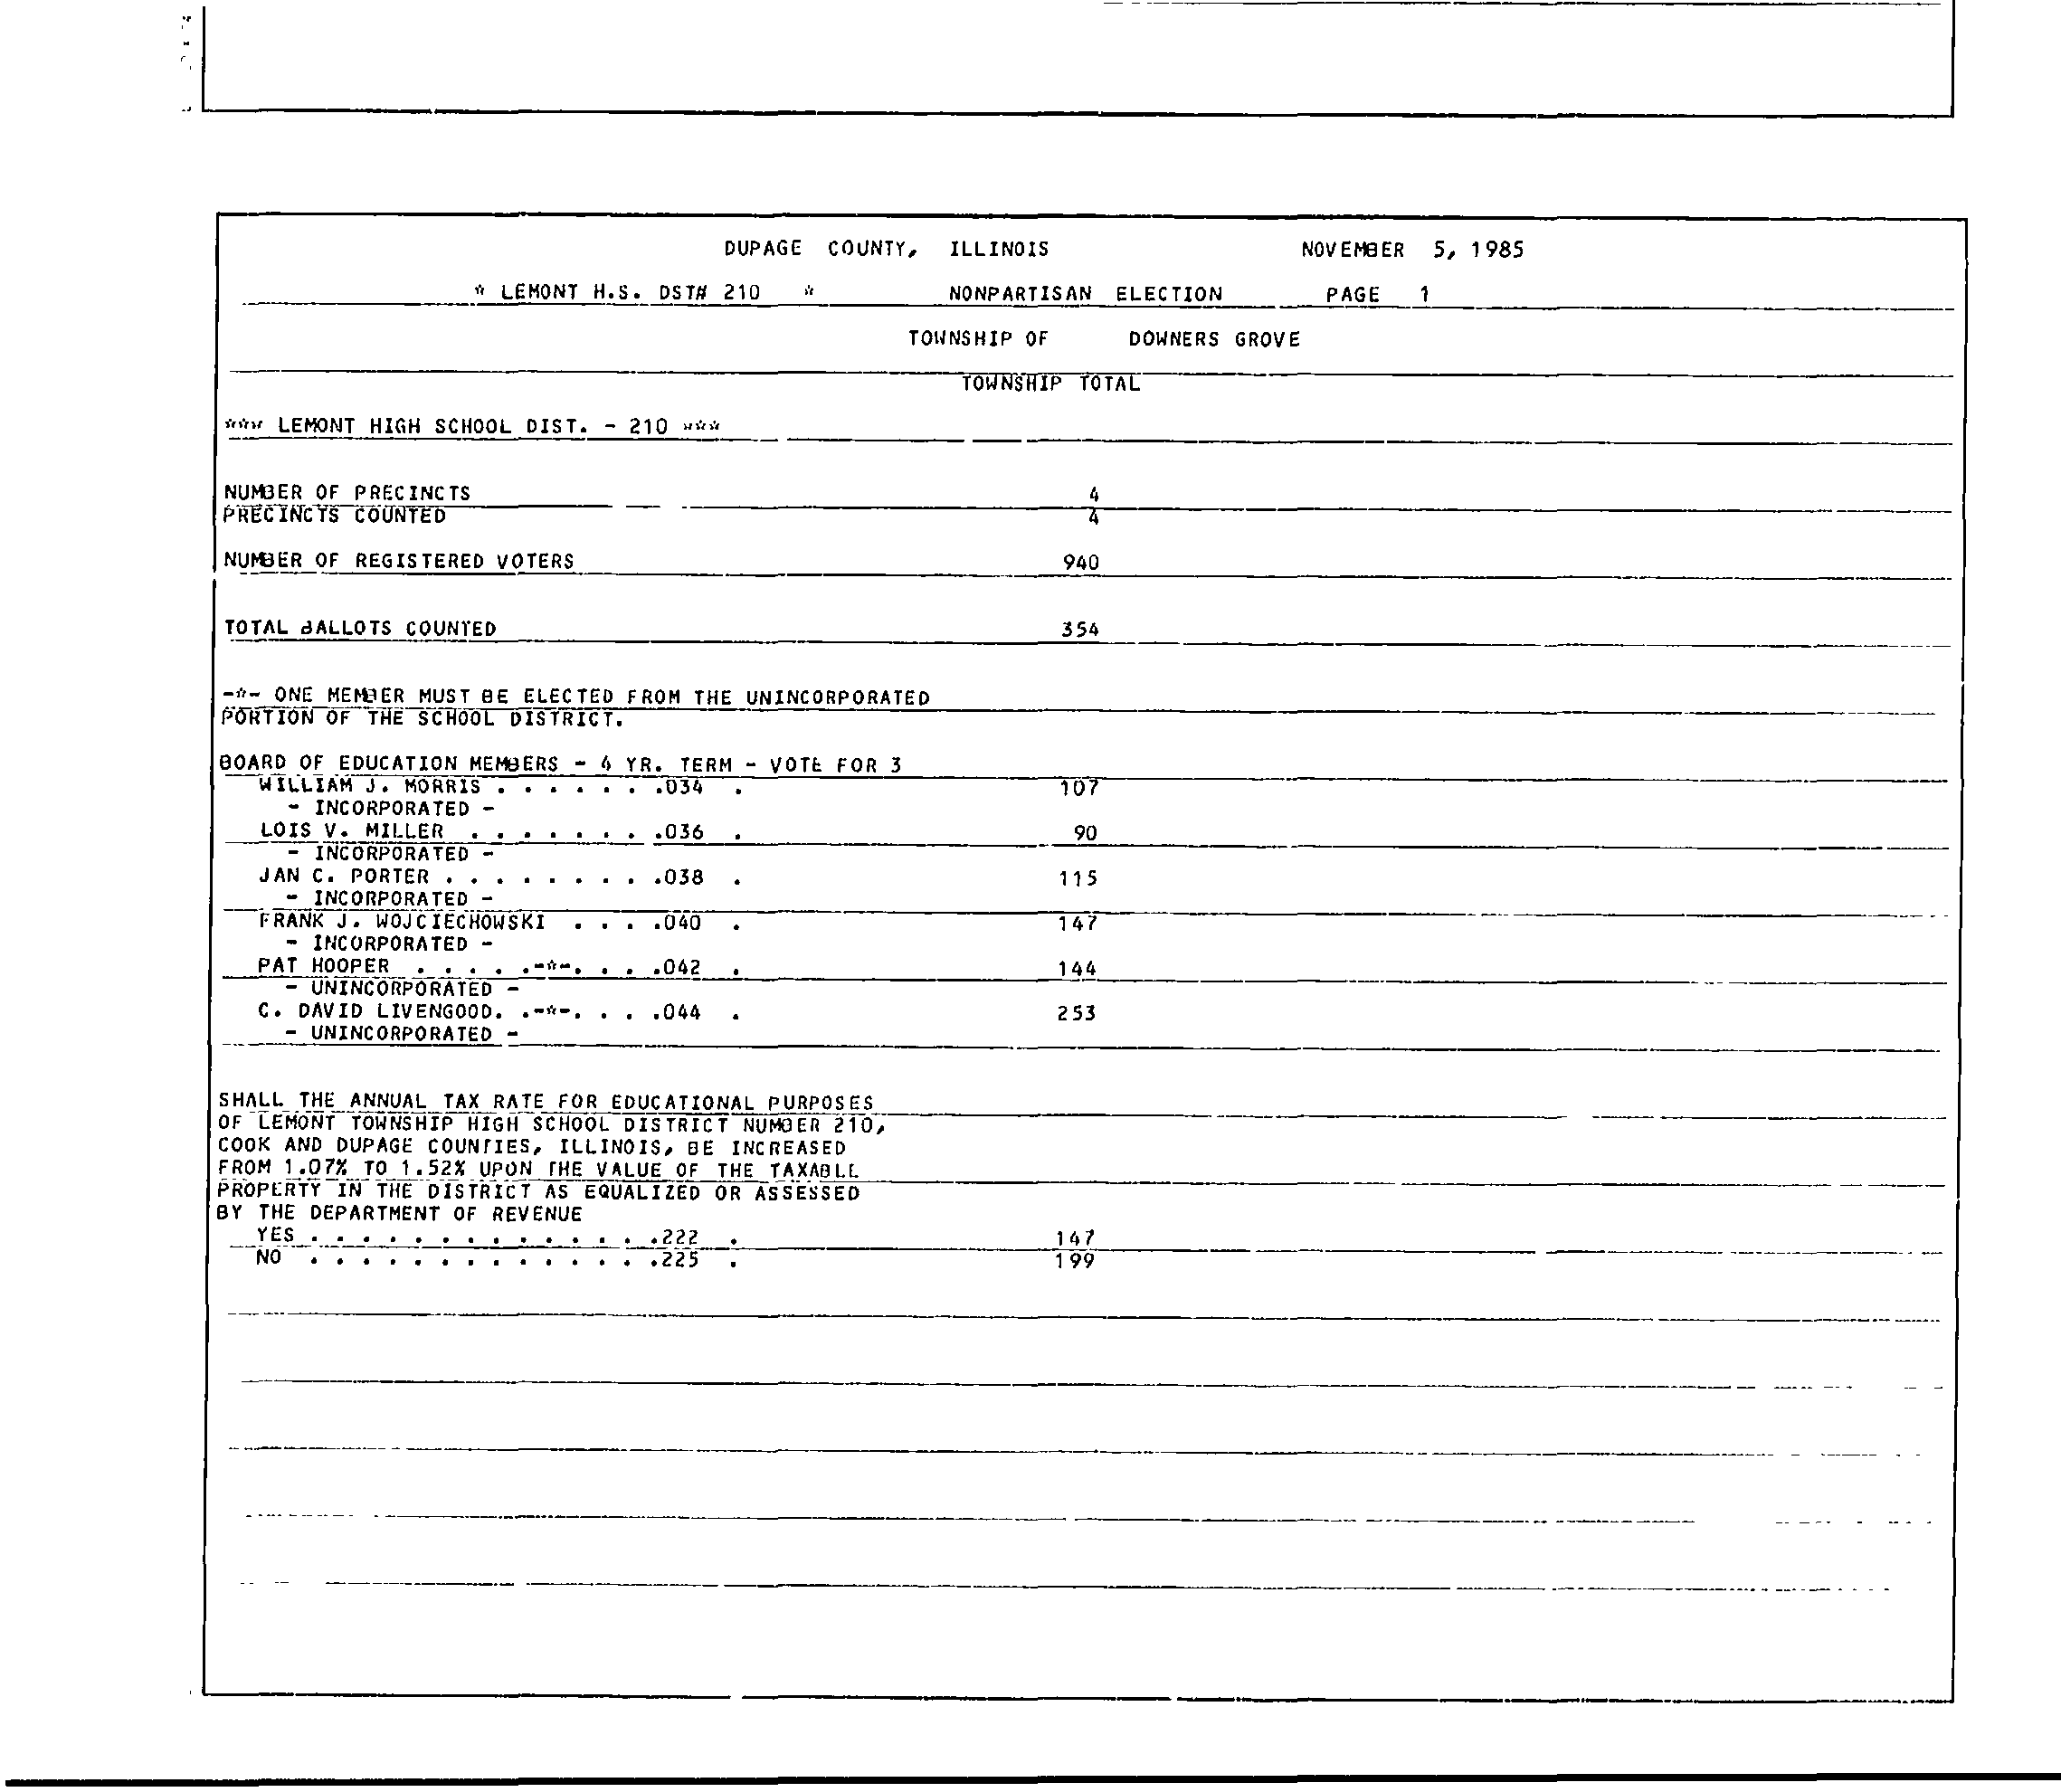 DUPAGE COUNTY, ILLINOIS NOVEMBER 5, 1985
* LEMONT H.S. DST# 210 * NONPARTISAN ELECTION PAGE 1
TOWNSHIP OF DOWNERS GROVE
TOWNSHIP TOTAL
*** LEMONT HIGH SCHOOL DIST. - 210 ***
NUMBER OF PRECINCTS 4
PRECINCTS COUNTED 4
NUMBER OF REGISTERED VOTERS 940
TOTAL BALLOTS COUNTED 354
-*- ONE MEMBER MUST BE ELECTED FROM THE UNINCORPORATED
PORTION OF THE SCHOOL DISTRICT.
BOARD OF EDUCATION MEMBERS - 4 YR. TERM - VOTE FOR 3
WILLIAM J. MORRIS . . . . . . .034 . 107
- INCORPORATED -
LOIS V. MILLER . . . . . . . .036 . 90
- INCORPORATED -
JAN C. PORTER . . . . . . . . .038 . 115
- INCORPORATED -
FRANK J. WOJCIECHOWSKI . . . .040 . 147
- INCORPORATED -
PAT HOOPER . . . . .-*-. . . .042 . 144
- UNINCORPORATED -
C. DAVID LIVENGOOD. .-*-. . . .044 . 253
- UNINCORPORATED -
SHALL THE ANNUAL TAX RATE FOR EDUCATIONAL PURPOSES
OF LEMONT TOWNSHIP HIGH SCHOOL DISTRICT NUMBER 210,
COOK AND DUPAGE COUNTIES, ILLINOIS, BE INCREASED
FROM 1.07% TO 1.52% UPON THE VALUE OF THE TAXABLE
PROPERTY IN THE DISTRICT AS EQUALIZED OR ASSESSED
BY THE DEPARTMENT OF REVENUE
YES . . . . . . . . . . . . . .222 . 147
NO . . . . . . . . . . . . . .225 . 199